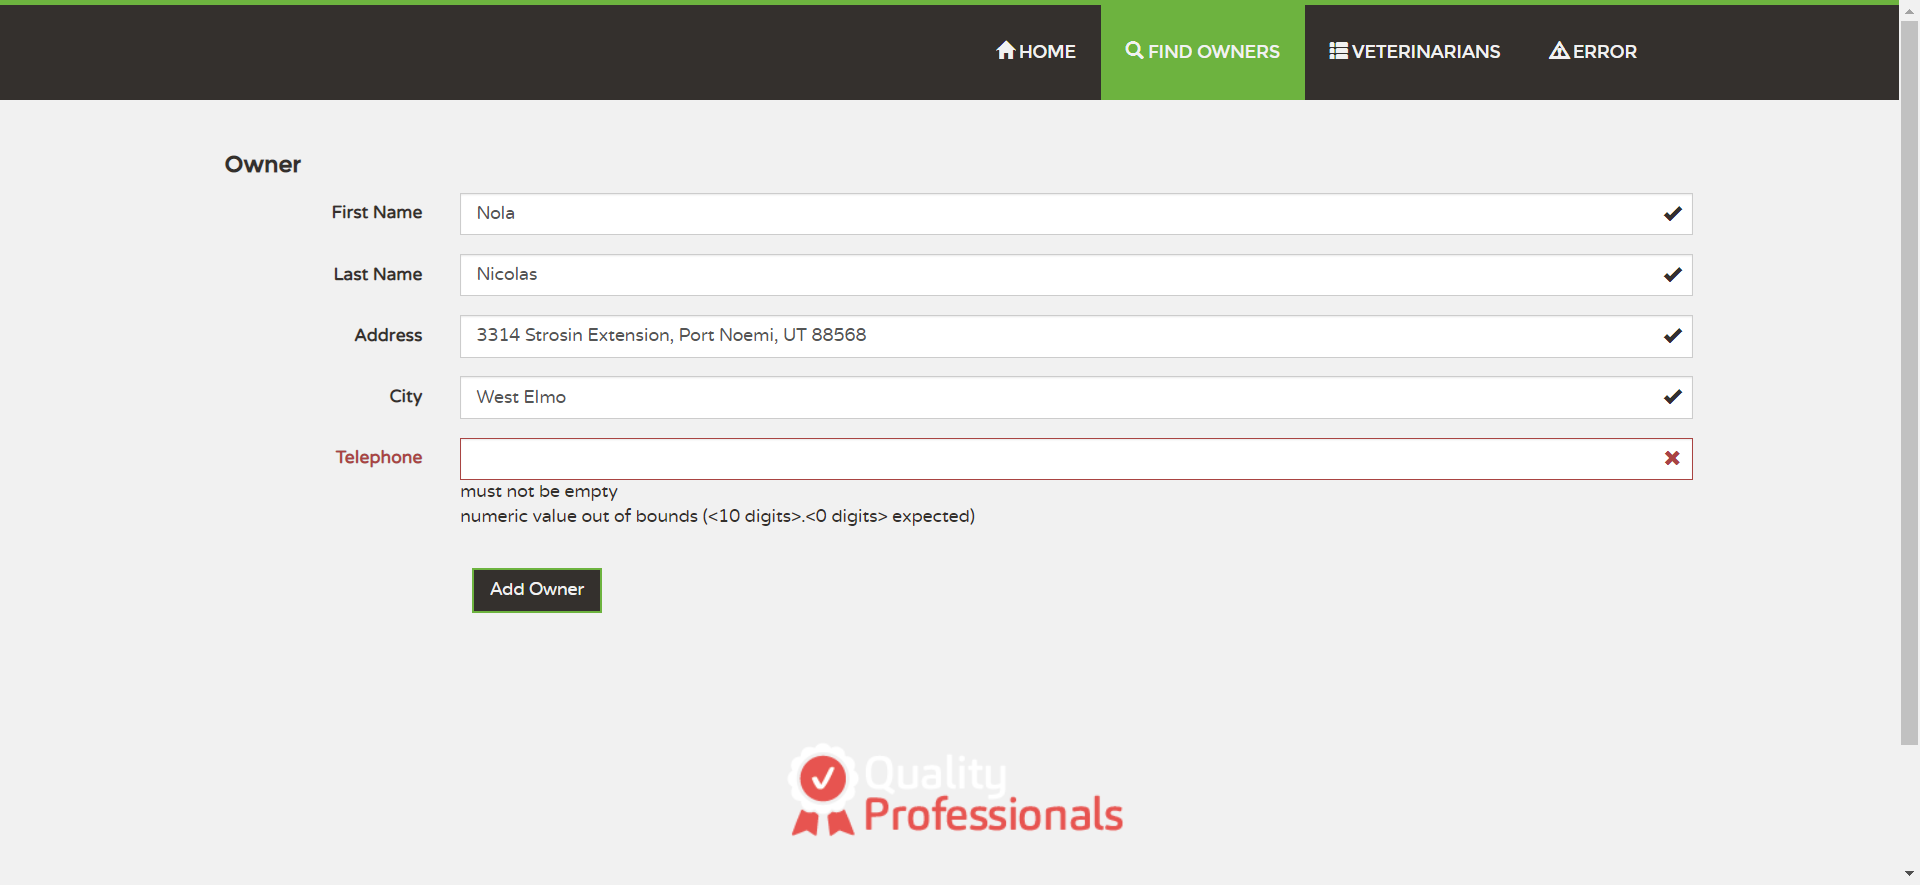 HOME FIND OWNERS VETERINARIANS ERROR
Owner
First Name Nola
Last Name Nicolas
Address 3314 Strosin Extension, Port Noemi, UT 88568
City West Elmo
Telephone
must not be empty
numeric value out of bounds (<10 digits>.<0 digits> expected)
Add Owner
Quality
Professionals